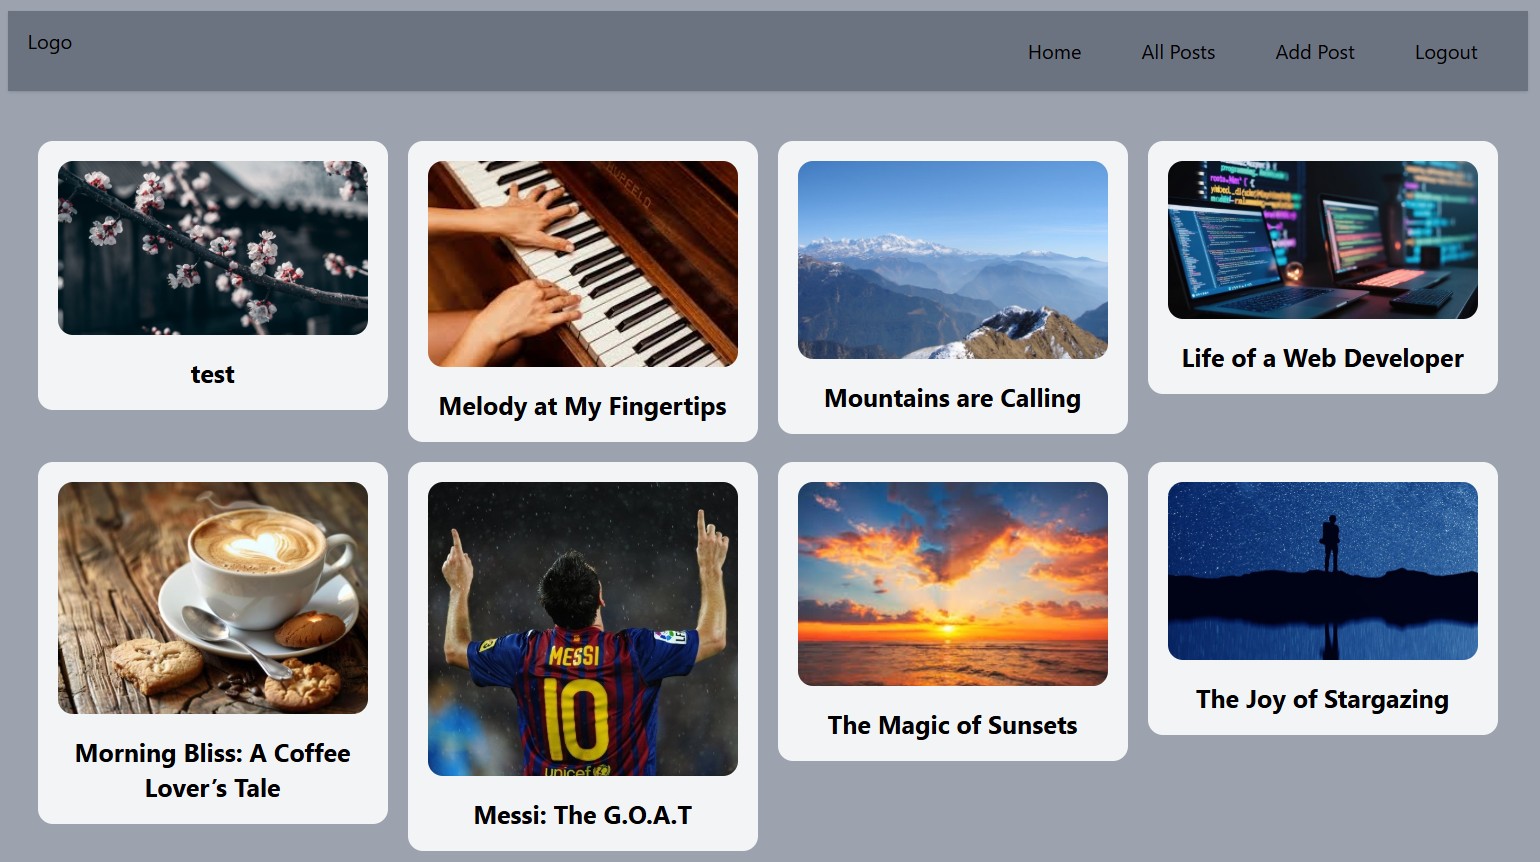 Logo
Home
All Posts
Add Post
Logout
test
Melody at My Fingertips
Mountains are Calling
Life of a Web Developer
MESSI
10
unicef
Morning Bliss: A Coffee
Lover’s Tale
Messi: The G.O.A.T
The Magic of Sunsets
The Joy of Stargazing